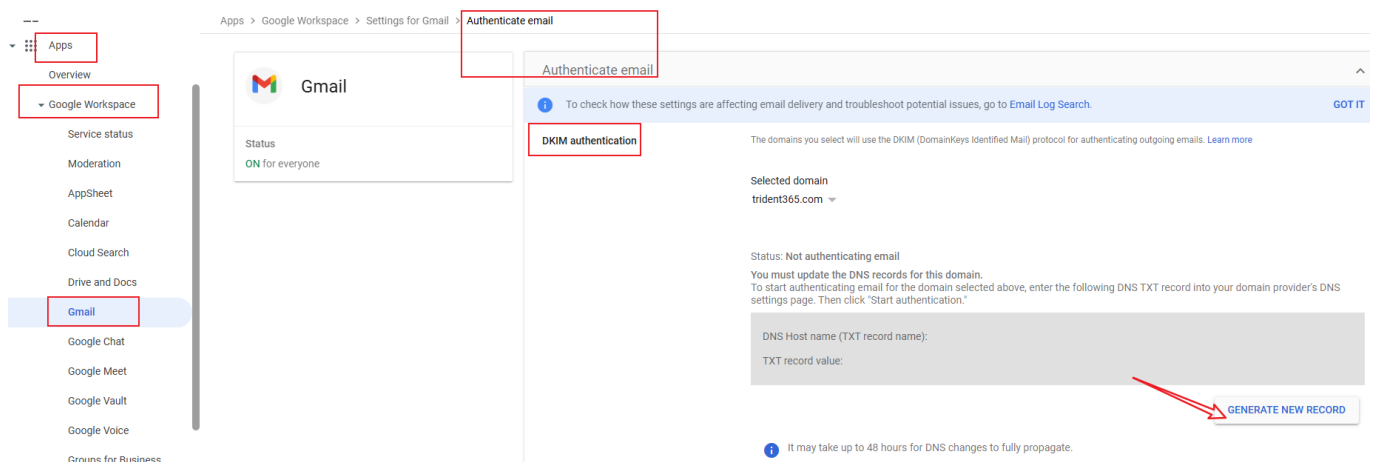 Apps > Google Workspace > Settings for Gmail > Authenticate email
Apps
Overview
Google Workspace
Service status
Moderation
AppSheet
Calendar
Cloud Search
Drive and Docs
Gmail
Google Chat
Google Meet
Google Vault
Google Voice
Groups for Business
Gmail
Status
ON for everyone
Authenticate email
To check how these settings are affecting email delivery and troubleshoot potential issues, go to Email Log Search.
GOT IT
DKIM authentication
The domains you select will use the DKIM (DomainKeys Identified Mail) protocol for authenticating outgoing emails. Learn more
Selected domain
trident365.com
Status: Not authenticating email
You must update the DNS records for this domain.
To start authenticating email for the domain selected above, enter the following DNS TXT record into your domain provider's DNS
settings page. Then click "Start authentication."
DNS Host name (TXT record name):
TXT record value:
GENERATE NEW RECORD
It may take up to 48 hours for DNS changes to fully propagate.